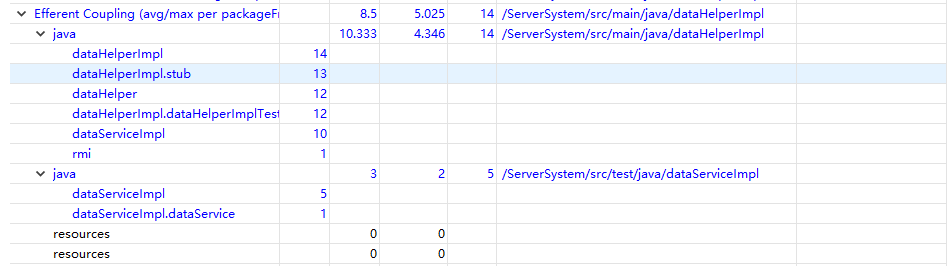 Efferent Coupling (avg/max per packageFr 8.5 5.025 14 /ServerSystem/src/main/java/dataHelperImpl
java 10.333 4.346 14 /ServerSystem/src/main/java/dataHelperImpl
dataHelperImpl 14
dataHelperImpl.stub 13
dataHelper 12
dataHelperImpl.dataHelperImplTest 12
dataServiceImpl 10
rmi 1
java 3 2 5 /ServerSystem/src/test/java/dataServiceImpl
dataServiceImpl 5
dataServiceImpl.dataService 1
resources 0 0
resources 0 0